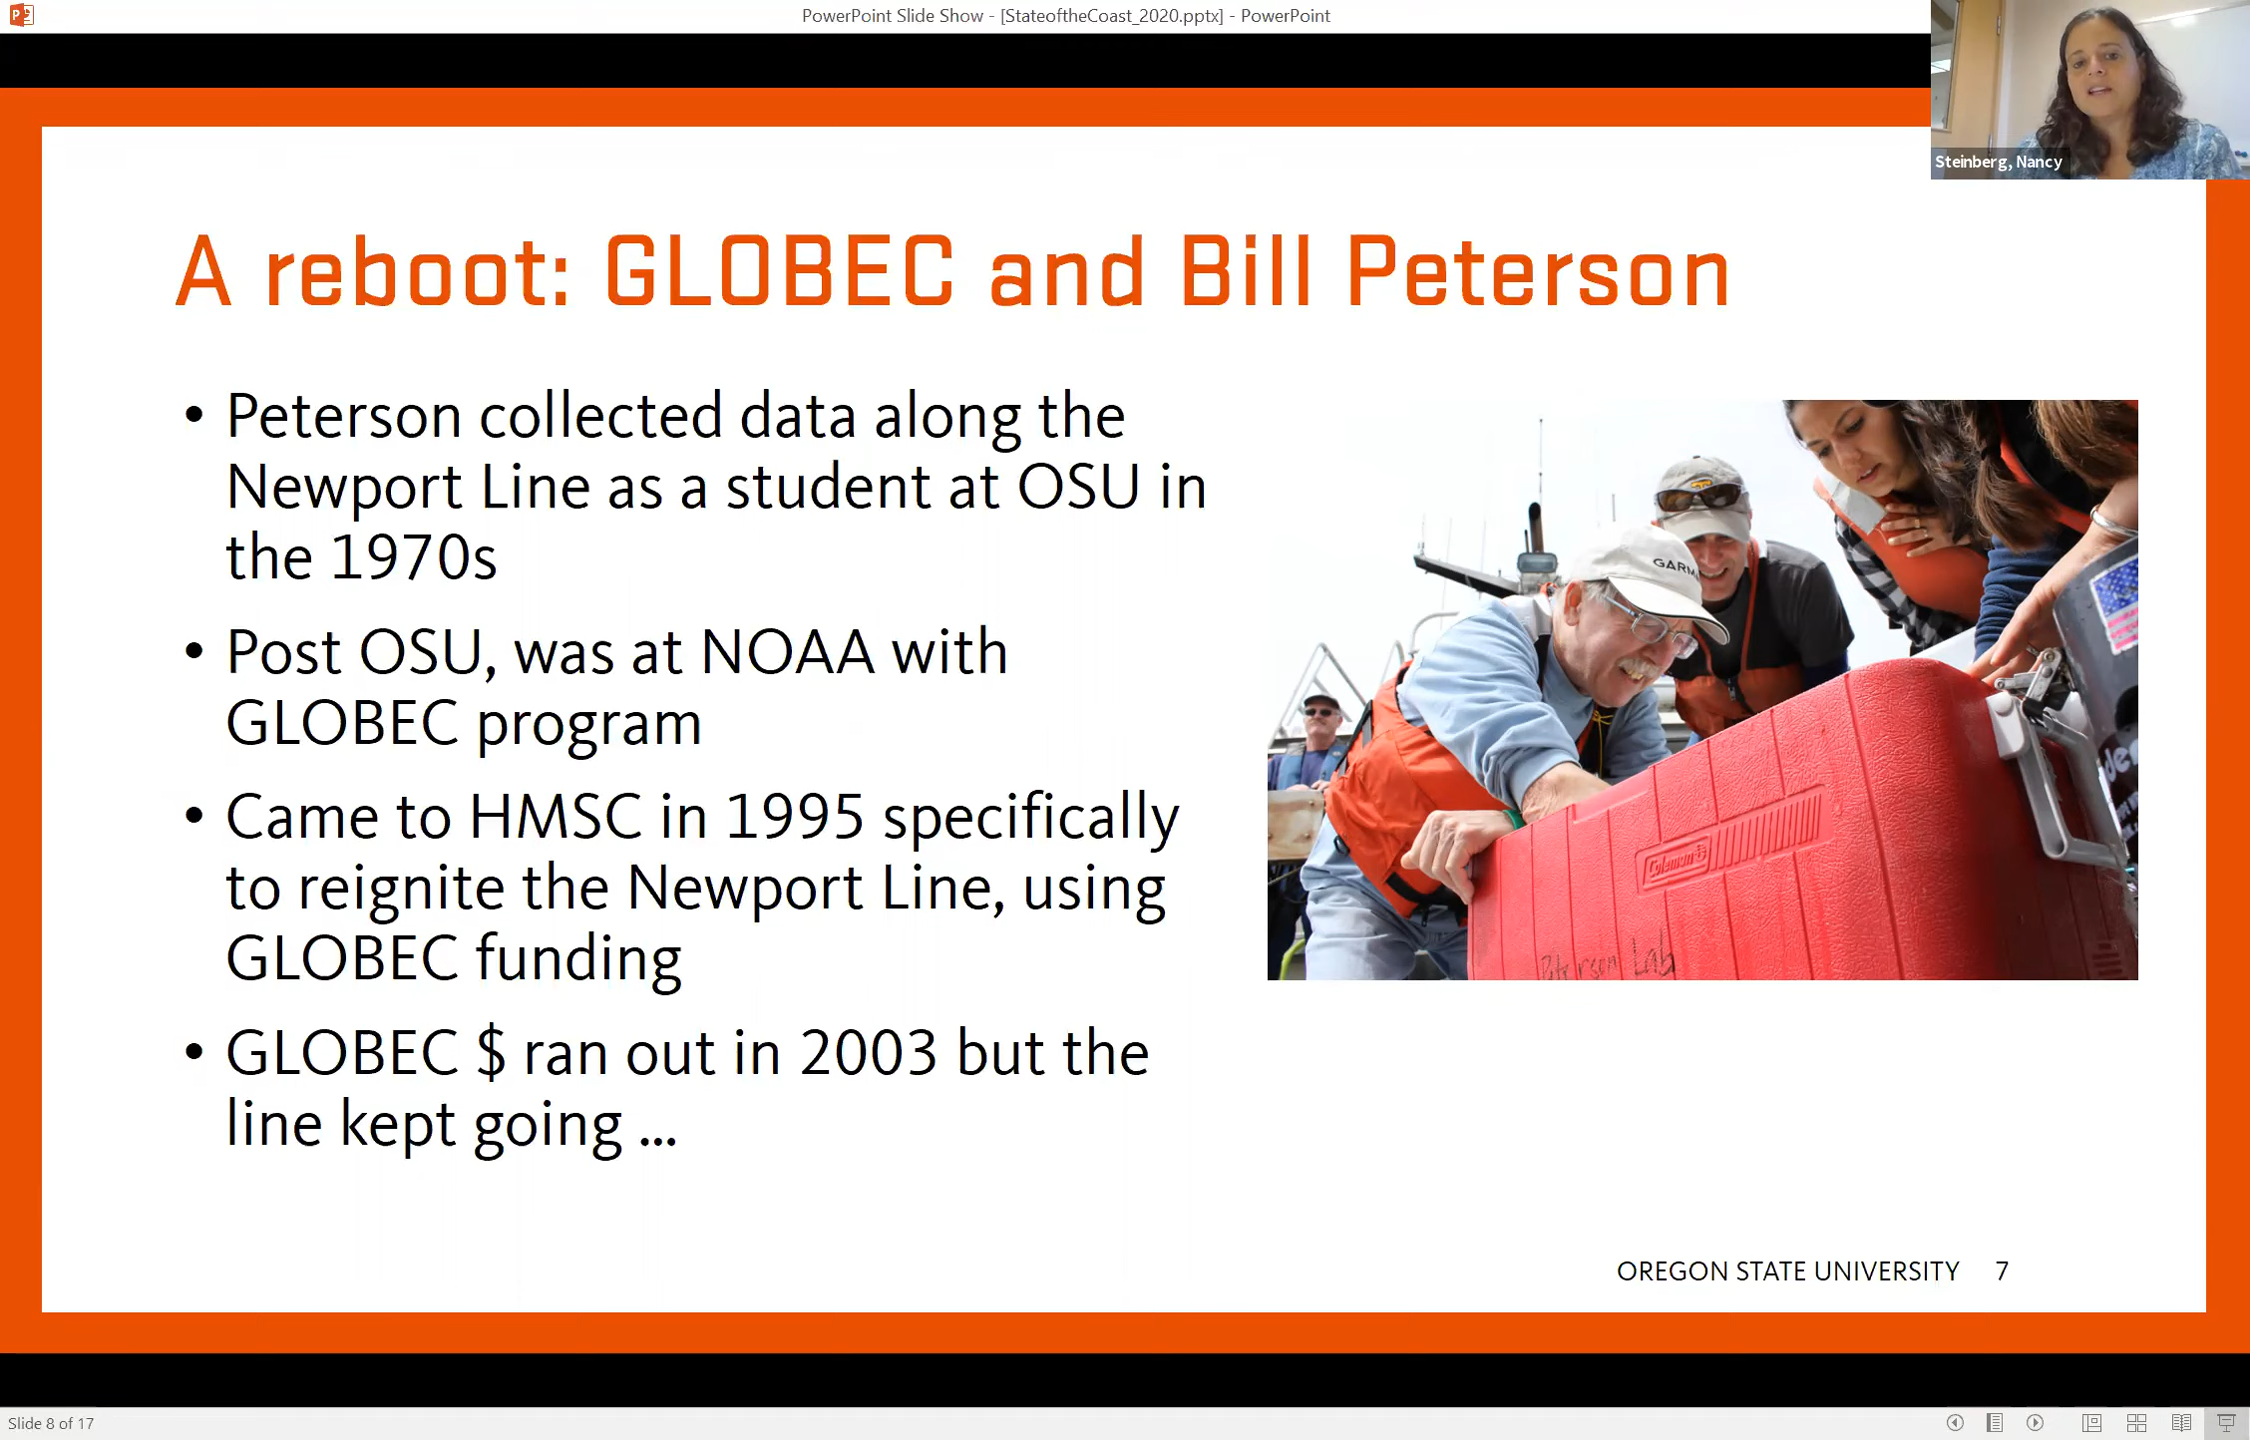 PowerPoint Slide Show - [StateoftheCoast_2020.pptx] - PowerPoint
Steinberg, Nancy
A reboot: GLOBEC and Bill Peterson
• Peterson collected data along the
Newport Line as a student at OSU in
the 1970s
• Post OSU, was at NOAA with
GLOBEC program
• Came to HMSC in 1995 specifically
to reignite the Newport Line, using
GLOBEC funding
• GLOBEC $ ran out in 2003 but the
line kept going ...
Coleman
Peterson Lab
OREGON STATE UNIVERSITY 7
Slide 8 of 17